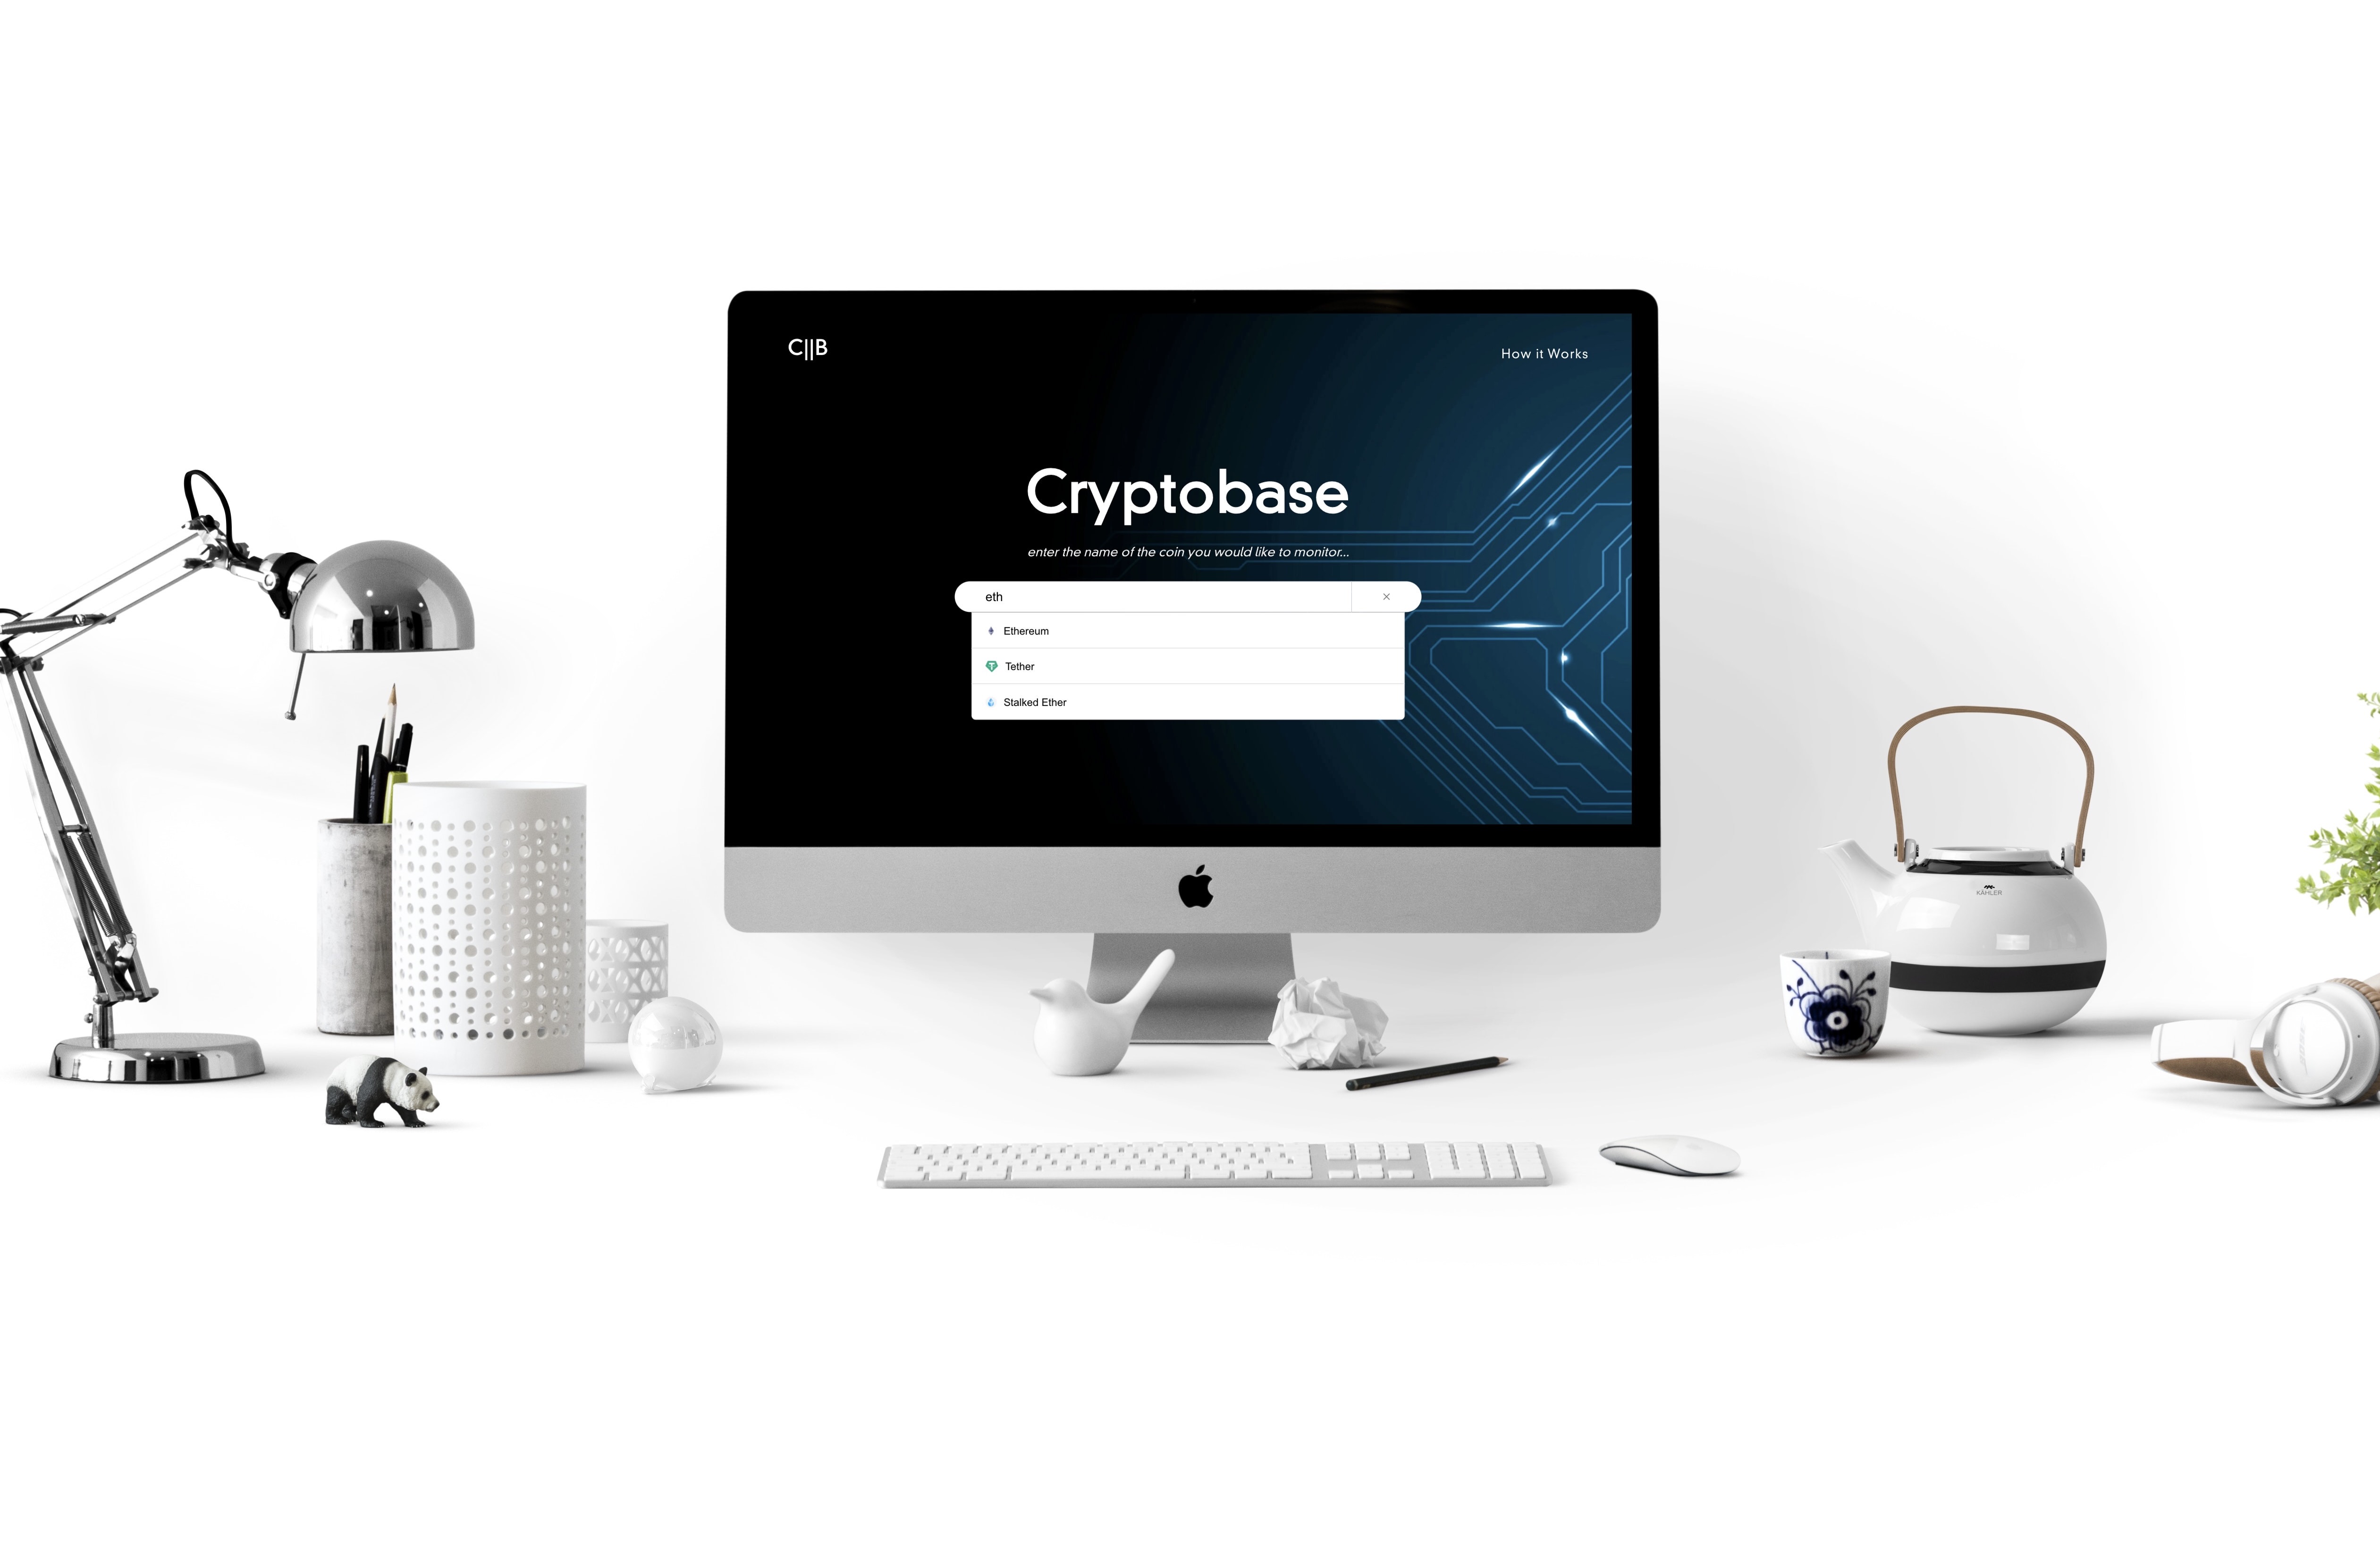 C||B
How it Works
Cryptobase
enter the name of the coin you would like to monitor...
eth
×
Ethereum
Tether
Stalked Ether
KÄHLER